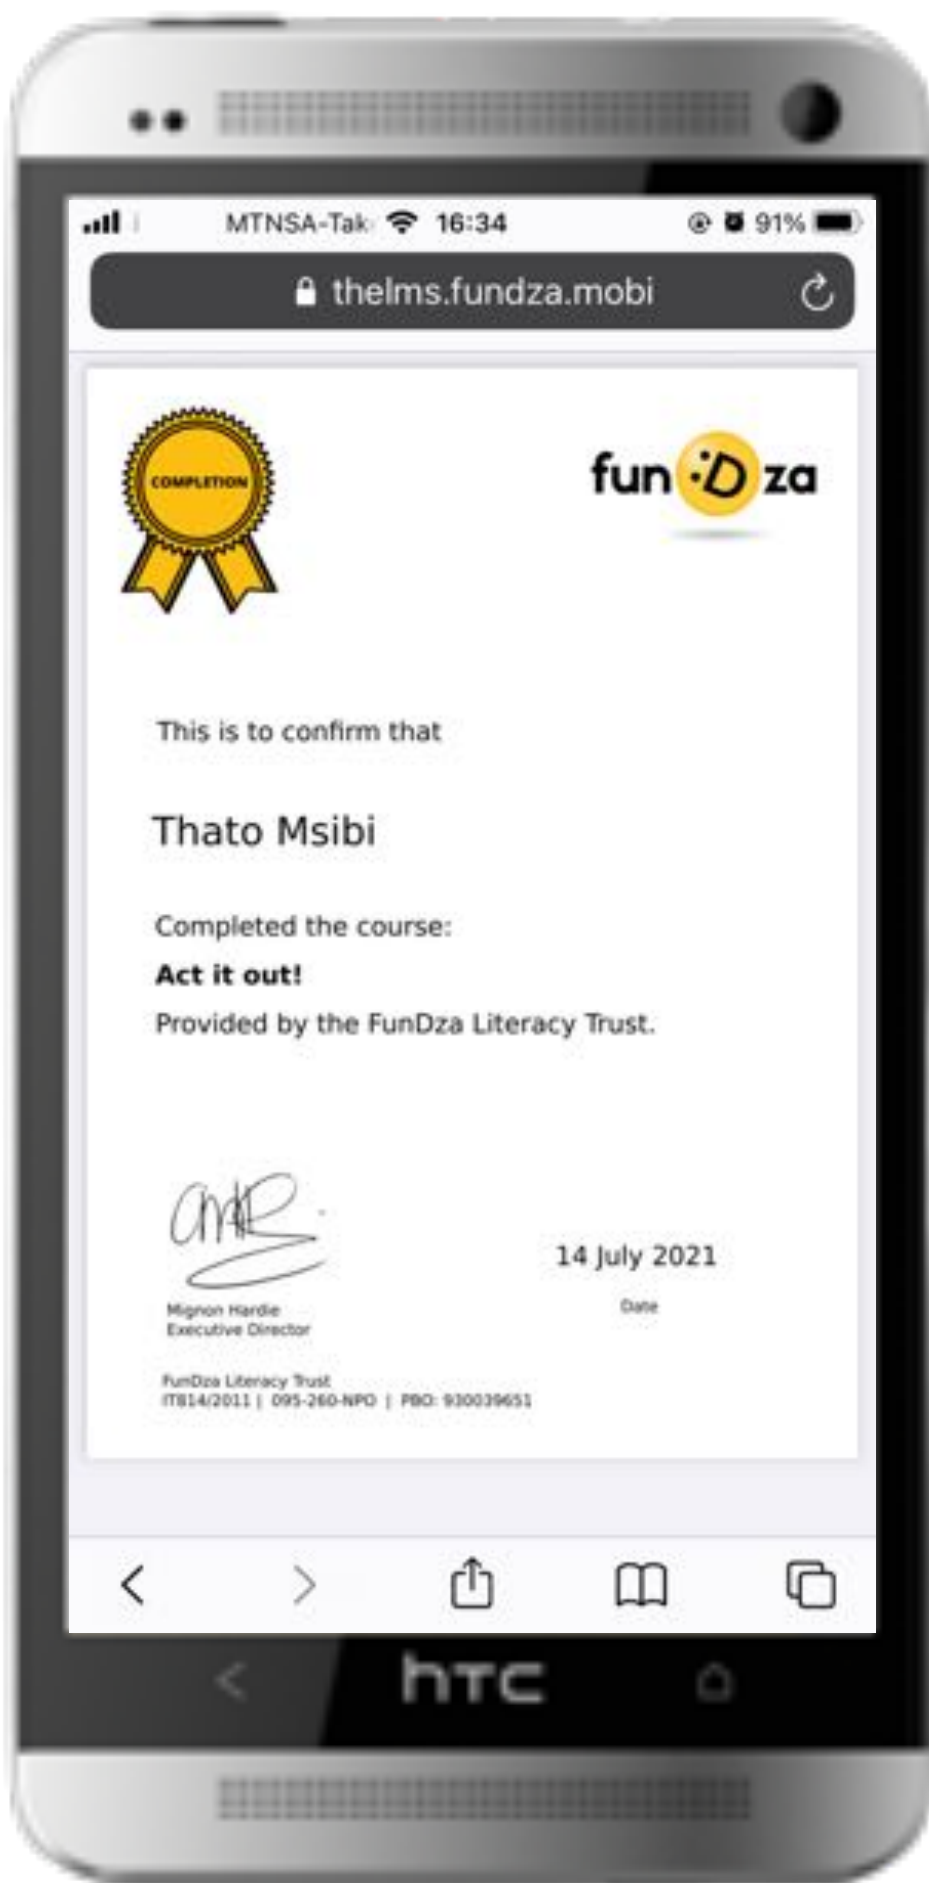 MTNSA-Tak 16:34 91%
thelms.fundza.mobi
COMPLETION
fun:Dza
This is to confirm that
Thato Msibi
Completed the course:
Act it out!
Provided by the FunDza Literacy Trust.
14 July 2021
Date
Mignon Hardie
Executive Director
FunDza Literacy Trust
IT814/2011 | 095-260-NPO | PBO: 930039651
hTC